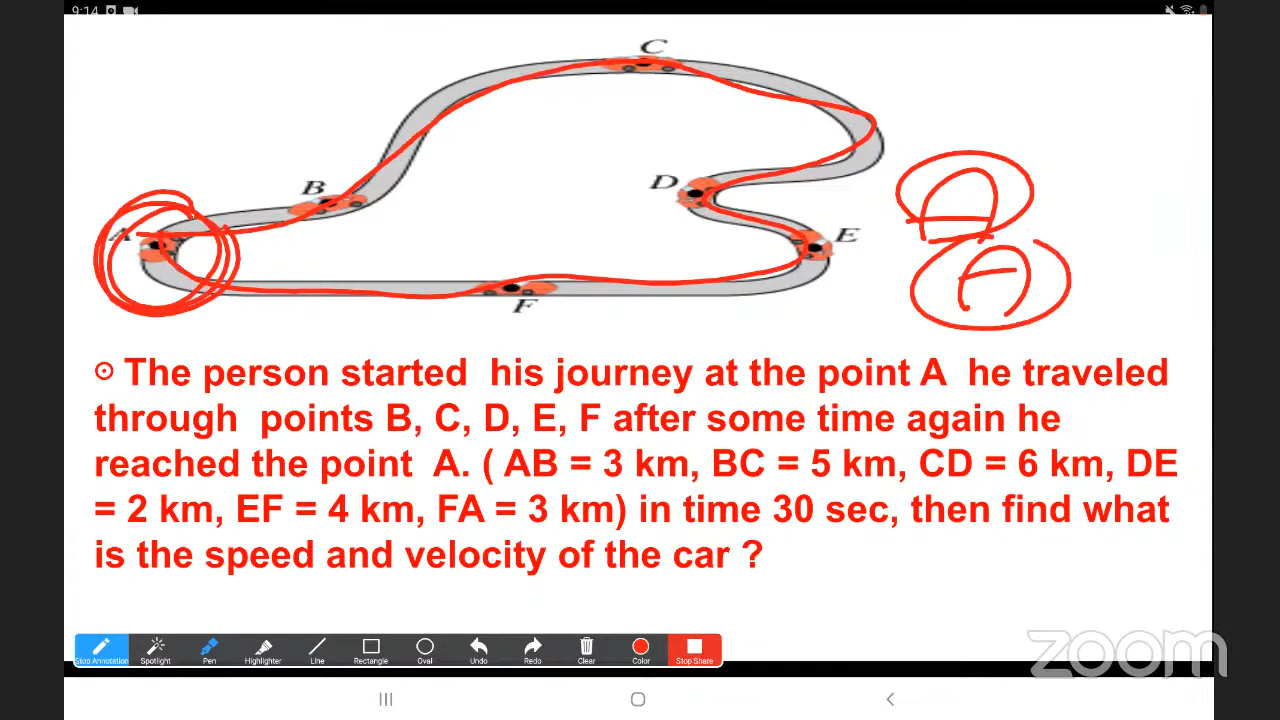 9:14
C
B
D
A
E
A
A
F
⊙ The person started his journey at the point A he traveled
through points B, C, D, E, F after some time again he
reached the point A. ( AB = 3 km, BC = 5 km, CD = 6 km, DE
= 2 km, EF = 4 km, FA = 3 km) in time 30 sec, then find what
is the speed and velocity of the car ?
Stop Annotation Spotlight Pen Highlighter Line Rectangle Oval Undo Redo Clear Color Stop Share
zoom